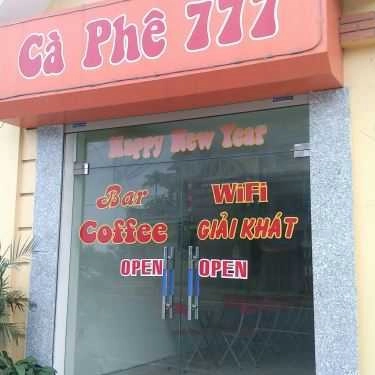 Cà Phê 777
Happy New Year
Bar WiFi
Coffee GIẢI KHÁT
OPEN OPEN